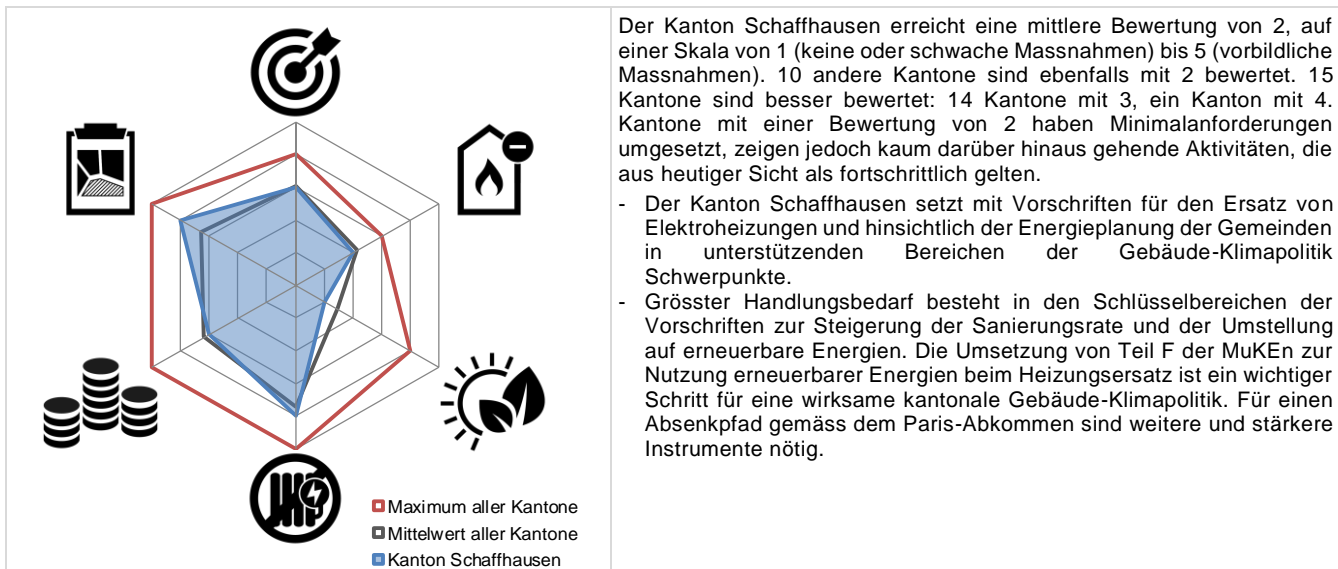 Maximum aller Kantone
Mittelwert aller Kantone
Kanton Schaffhausen
Der Kanton Schaffhausen erreicht eine mittlere Bewertung von 2, auf
einer Skala von 1 (keine oder schwache Massnahmen) bis 5 (vorbildliche
Massnahmen). 10 andere Kantone sind ebenfalls mit 2 bewertet. 15
Kantone sind besser bewertet: 14 Kantone mit 3, ein Kanton mit 4.
Kantone mit einer Bewertung von 2 haben Minimalanforderungen
umgesetzt, zeigen jedoch kaum darüber hinaus gehende Aktivitäten, die
aus heutiger Sicht als fortschrittlich gelten.
- Der Kanton Schaffhausen setzt mit Vorschriften für den Ersatz von
Elektroheizungen und hinsichtlich der Energieplanung der Gemeinden
in unterstützenden Bereichen der Gebäude-Klimapolitik
Schwerpunkte.
- Grösster Handlungsbedarf besteht in den Schlüsselbereichen der
Vorschriften zur Steigerung der Sanierungsrate und der Umstellung
auf erneuerbare Energien. Die Umsetzung von Teil F der MuKEn zur
Nutzung erneuerbarer Energien beim Heizungsersatz ist ein wichtiger
Schritt für eine wirksame kantonale Gebäude-Klimapolitik. Für einen
Absenkpfad gemäss dem Paris-Abkommen sind weitere und stärkere
Instrumente nötig.